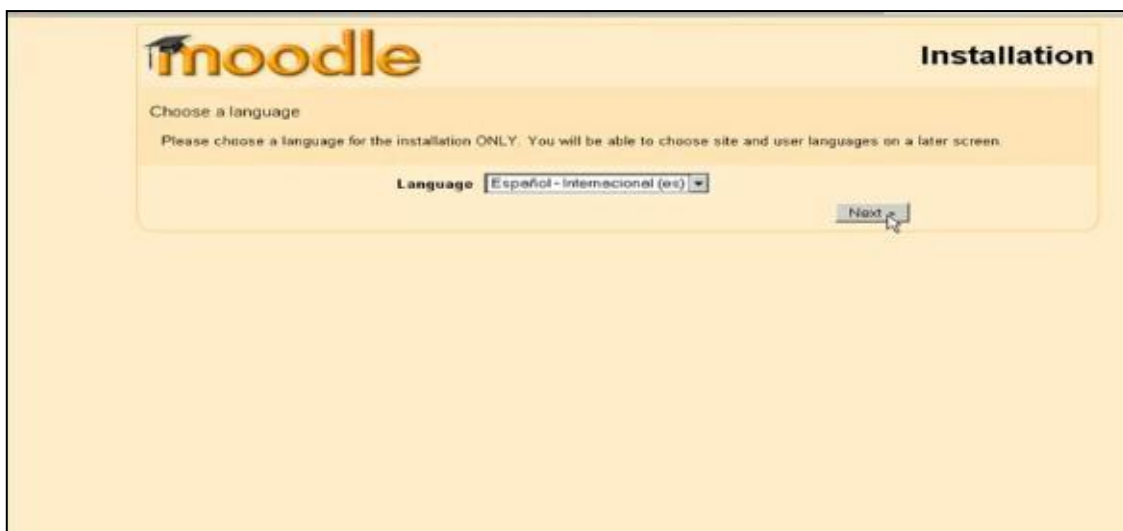 moodle
Installation
Choose a language
Please choose a language for the installation ONLY. You will be able to choose site and user languages on a later screen.
Language Español - Internacional (es)
Next »